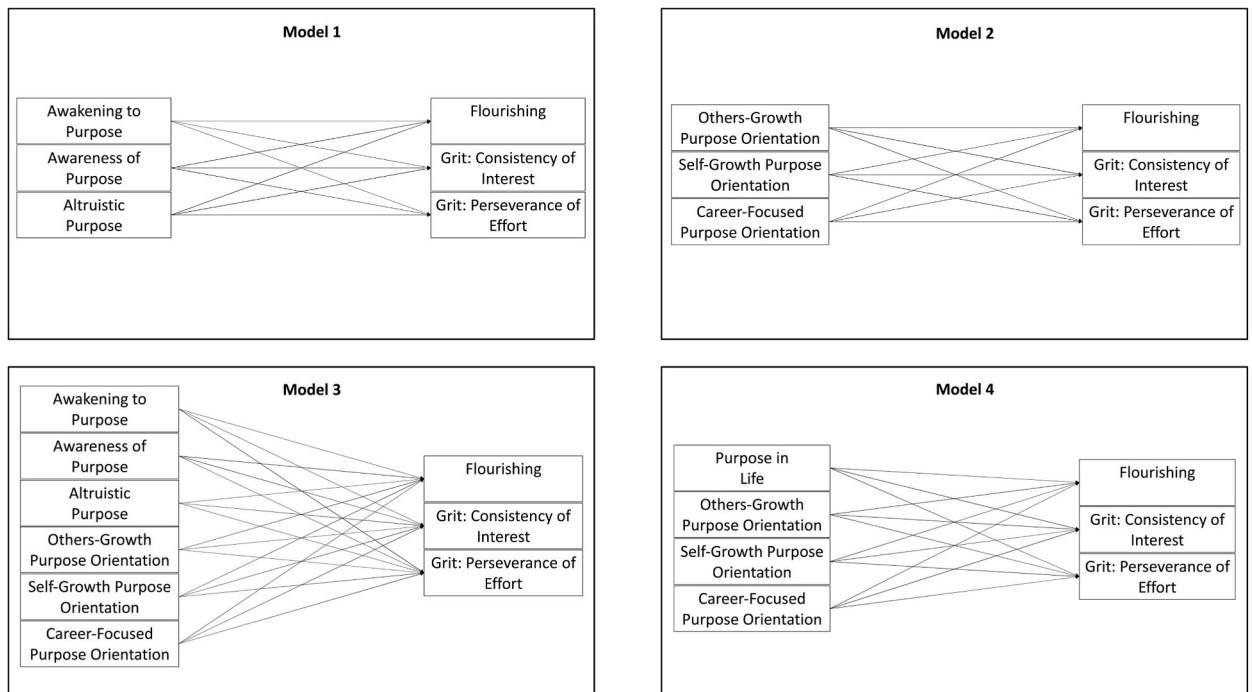 Model 1
Awakening to
Purpose
Awareness of
Purpose
Altruistic
Purpose
Flourishing
Grit: Consistency of
Interest
Grit: Perseverance of
Effort
Model 2
Others-Growth
Purpose Orientation
Self-Growth Purpose
Orientation
Career-Focused
Purpose Orientation
Flourishing
Grit: Consistency of
Interest
Grit: Perseverance of
Effort
Model 3
Awakening to
Purpose
Awareness of
Purpose
Altruistic
Purpose
Others-Growth
Purpose Orientation
Self-Growth Purpose
Orientation
Career-Focused
Purpose Orientation
Flourishing
Grit: Consistency of
Interest
Grit: Perseverance of
Effort
Model 4
Purpose in
Life
Others-Growth
Purpose Orientation
Self-Growth Purpose
Orientation
Career-Focused
Purpose Orientation
Flourishing
Grit: Consistency of
Interest
Grit: Perseverance of
Effort